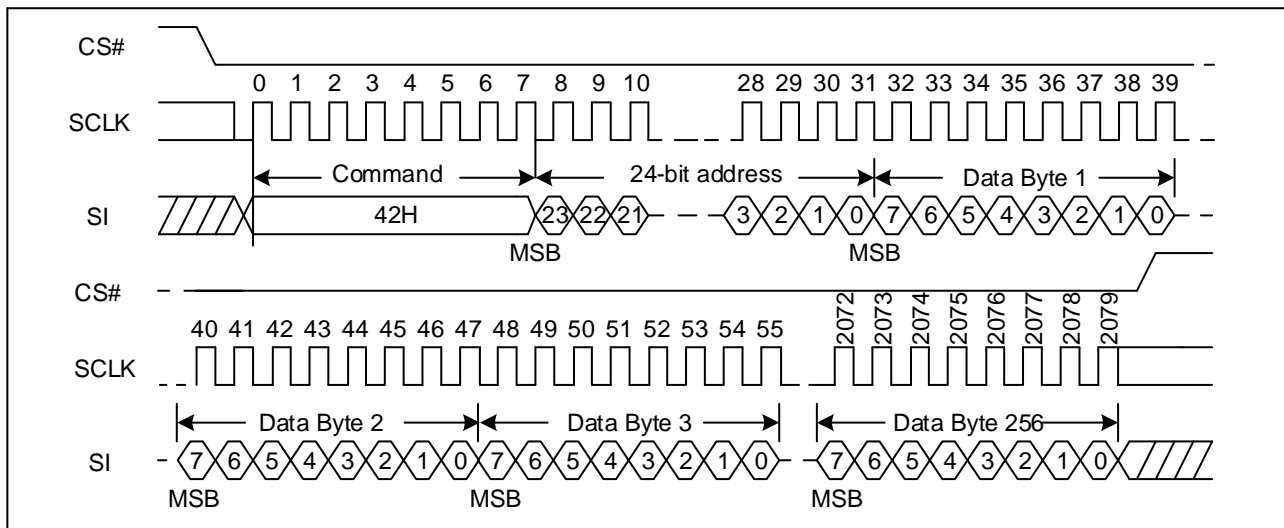 CS#
0 1 2 3 4 5 6 7 8 9 10 28 29 30 31 32 33 34 35 36 37 38 39
SCLK
Command 24-bit address Data Byte 1
SI 42H 23 22 21 3 2 1 0 7 6 5 4 3 2 1 0
MSB MSB
CS#
2072 2073 2074 2075 2076 2077 2078 2079
40 41 42 43 44 45 46 47 48 49 50 51 52 53 54 55
SCLK
Data Byte 2 Data Byte 3 Data Byte 256
SI 7 6 5 4 3 2 1 0 7 6 5 4 3 2 1 0 7 6 5 4 3 2 1 0
MSB MSB MSB